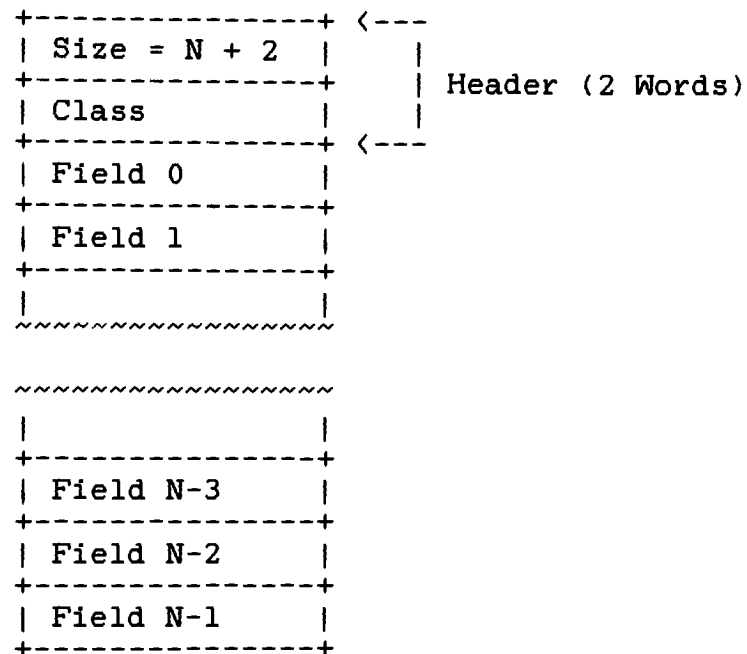 Size = N + 2
Header (2 Words)
Class
Field 0
Field 1
Field N-3
Field N-2
Field N-1